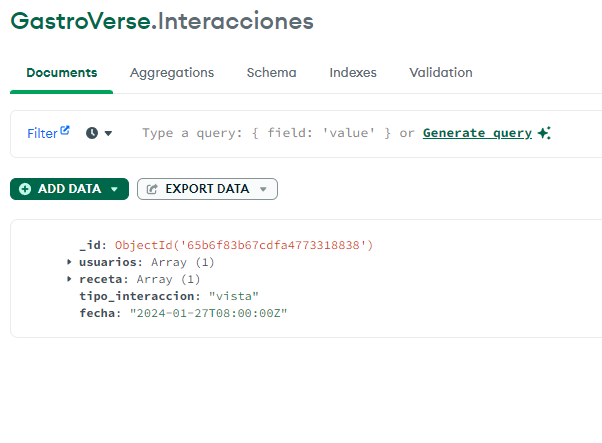 GastroVerse.Interacciones
Documents Aggregations Schema Indexes Validation
Filter Type a query: { field: 'value' } or Generate query
ADD DATA EXPORT DATA
_id: ObjectId('65b6f83b67cdfa4773318838')
usuarios: Array (1)
receta: Array (1)
tipo_interaccion: "vista"
fecha: "2024-01-27T08:00:00Z"